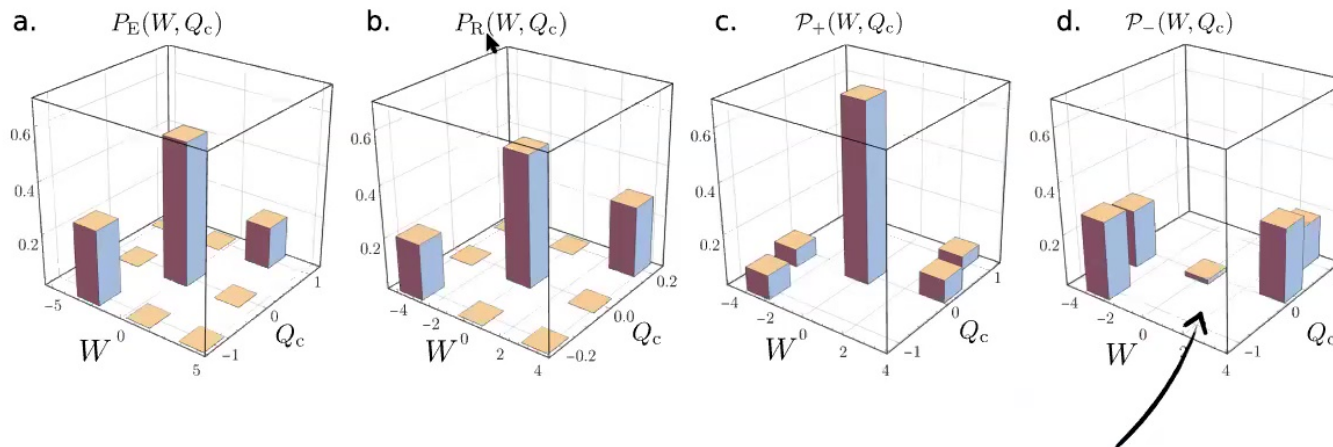 a. P_E(W, Q_c) b. P_R(W, Q_c) c. 𝒫_+(W, Q_c) d. 𝒫_−(W, Q_c)
0.6 0.6 0.6 0.6
0.4 0.4 0.4 0.4
0.2 0.2 0.2 0.2
−5 0 5 −4 −2 0 2 4 −4 −2 0 2 4 −4 −2 0 4
−1 0 1 −0.2 0.0 0.2 −1 0 1 −1 0
W Q_c W Q_c W Q_c W Q_c